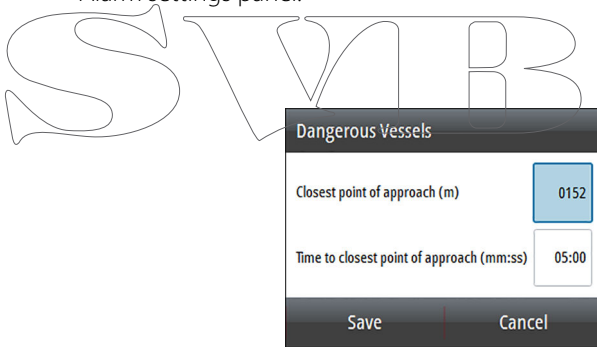 Alarm settings panel.
SVB
Dangerous Vessels
Closest point of approach (m) 0152
Time to closest point of approach (mm:ss) 05:00
Save Cancel